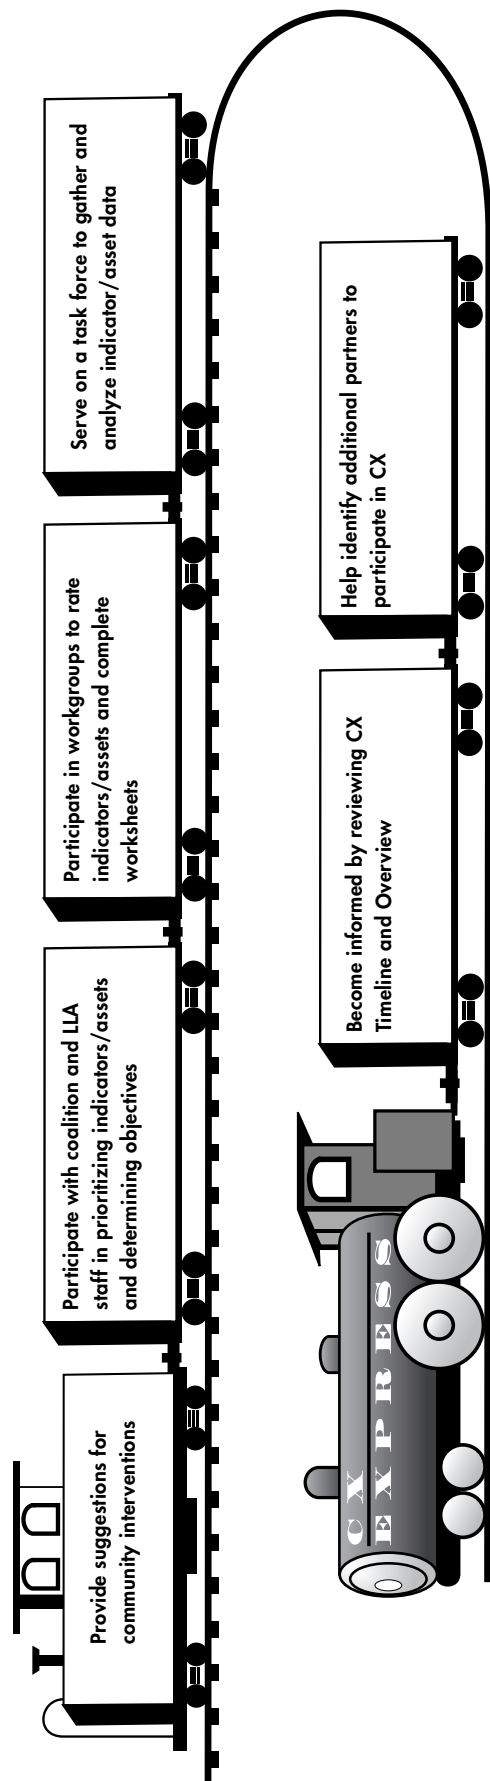 CX
EXPRESS
Become informed by reviewing CX
Timeline and Overview
Help identify additional partners to
participate in CX
Serve on a task force to gather and
analyze indicator/asset data
Participate in workgroups to rate
indicators/assets and complete
worksheets
Participate with coalition and LLA
staff in prioritizing indicators/assets
and determining objectives
Provide suggestions for
community interventions